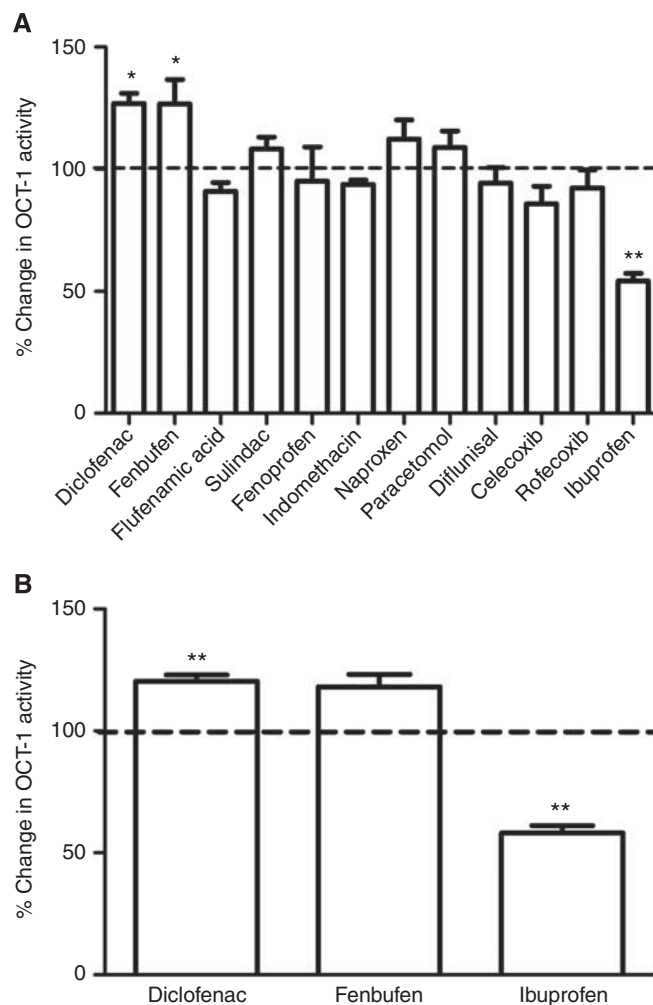 A
% Change in OCT-1 activity
150
100
50
0
*
*
**
Diclofenac
Fenbufen
Flufenamic acid
Sulindac
Fenoprofen
Indomethacin
Naproxen
Paracetomol
Diflunisal
Celecoxib
Rofecoxib
Ibuprofen
B
% Change in OCT-1 activity
150
100
50
0
**
**
Diclofenac
Fenbufen
Ibuprofen